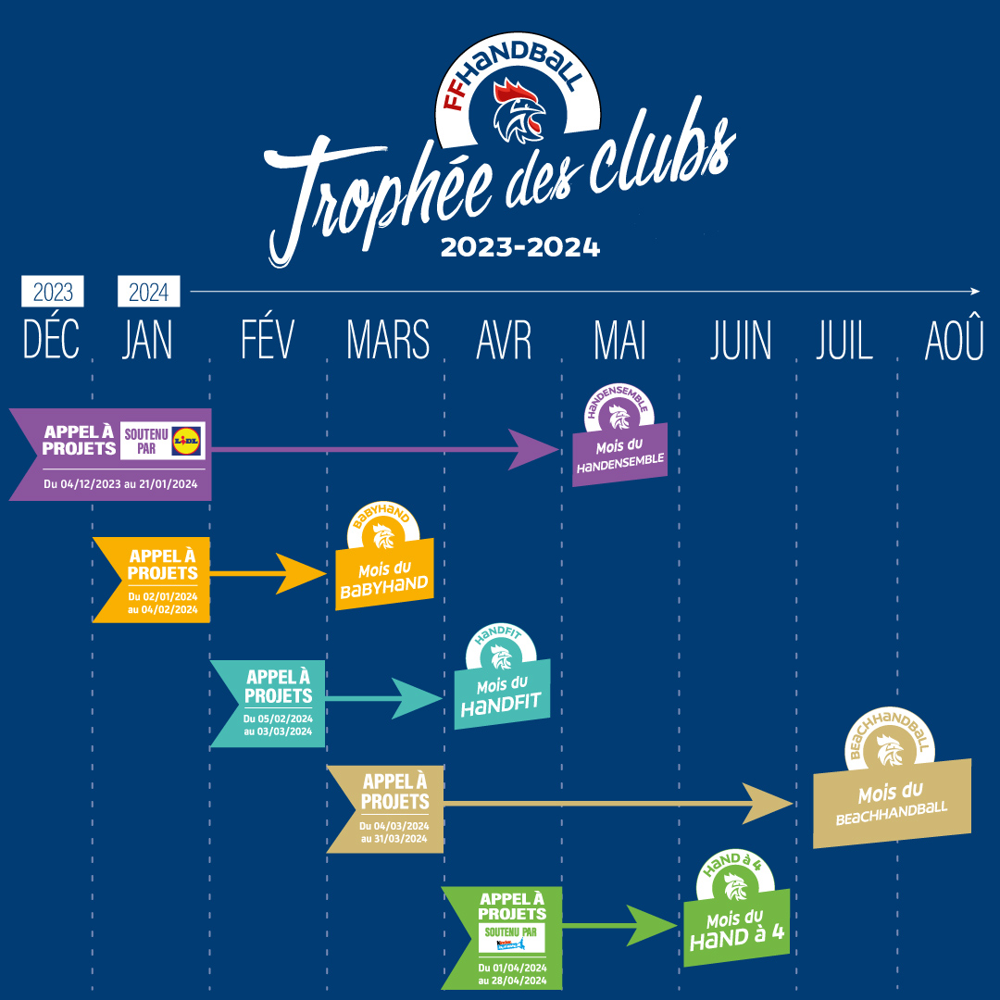 FFHANDBALL
Trophée des clubs
2023-2024
2023 2024
DÉC JAN FÉV MARS AVR MAI JUIN JUIL AOÛ
APPEL À
PROJETS
SOUTENU
PAR
LIDL
Du 04/12/2023 au 21/01/2024
HANDENSEMBLE
Mois du
HANDENSEMBLE
APPEL À
PROJETS
Du 02/01/2024
au 04/02/2024
BABYHAND
Mois du
BABYHAND
APPEL À
PROJETS
Du 05/02/2024
au 03/03/2024
HANDFIT
Mois du
HANDFIT
APPEL À
PROJETS
Du 04/03/2024
au 31/03/2024
BEACHHANDBALL
Mois du
BEACHHANDBALL
APPEL À
PROJETS
SOUTENU PAR
Du 01/04/2024
au 28/04/2024
HAND à 4
Mois du
HAND à 4